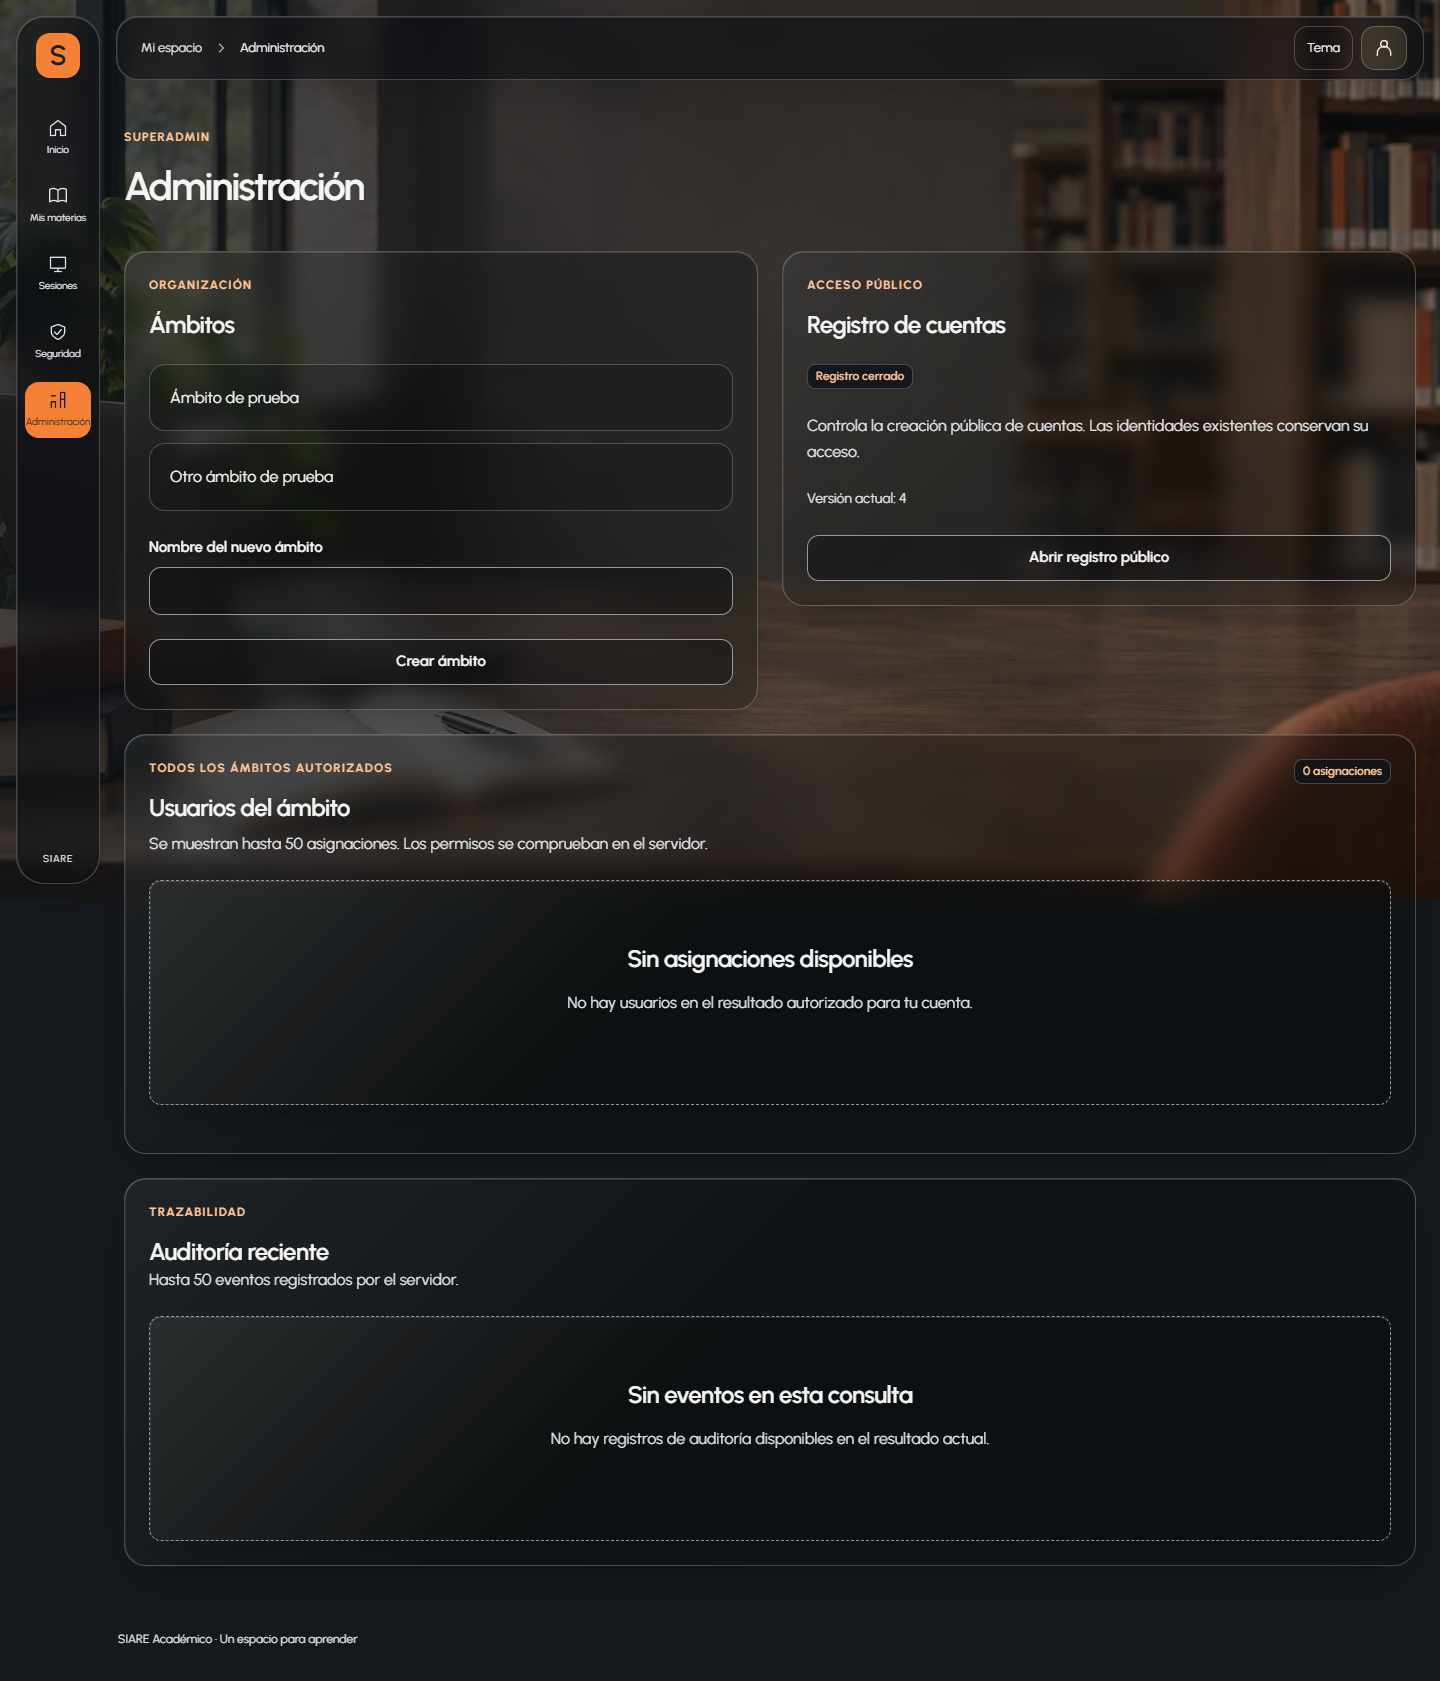 S
Inicio
Mis materias
Sesiones
Seguridad
Administración
SIARE
Mi espacio
Administración
Tema
SUPERADMIN
Administración
ORGANIZACIÓN
Ámbitos
Ámbito de prueba
Otro ámbito de prueba
Nombre del nuevo ámbito
Crear ámbito
ACCESO PÚBLICO
Registro de cuentas
Registro cerrado
Controla la creación pública de cuentas. Las identidades existentes conservan su
acceso.
Versión actual: 4
Abrir registro público
TODOS LOS ÁMBITOS AUTORIZADOS
0 asignaciones
Usuarios del ámbito
Se muestran hasta 50 asignaciones. Los permisos se comprueban en el servidor.
Sin asignaciones disponibles
No hay usuarios en el resultado autorizado para tu cuenta.
TRAZABILIDAD
Auditoría reciente
Hasta 50 eventos registrados por el servidor.
Sin eventos en esta consulta
No hay registros de auditoría disponibles en el resultado actual.
SIARE Académico · Un espacio para aprender